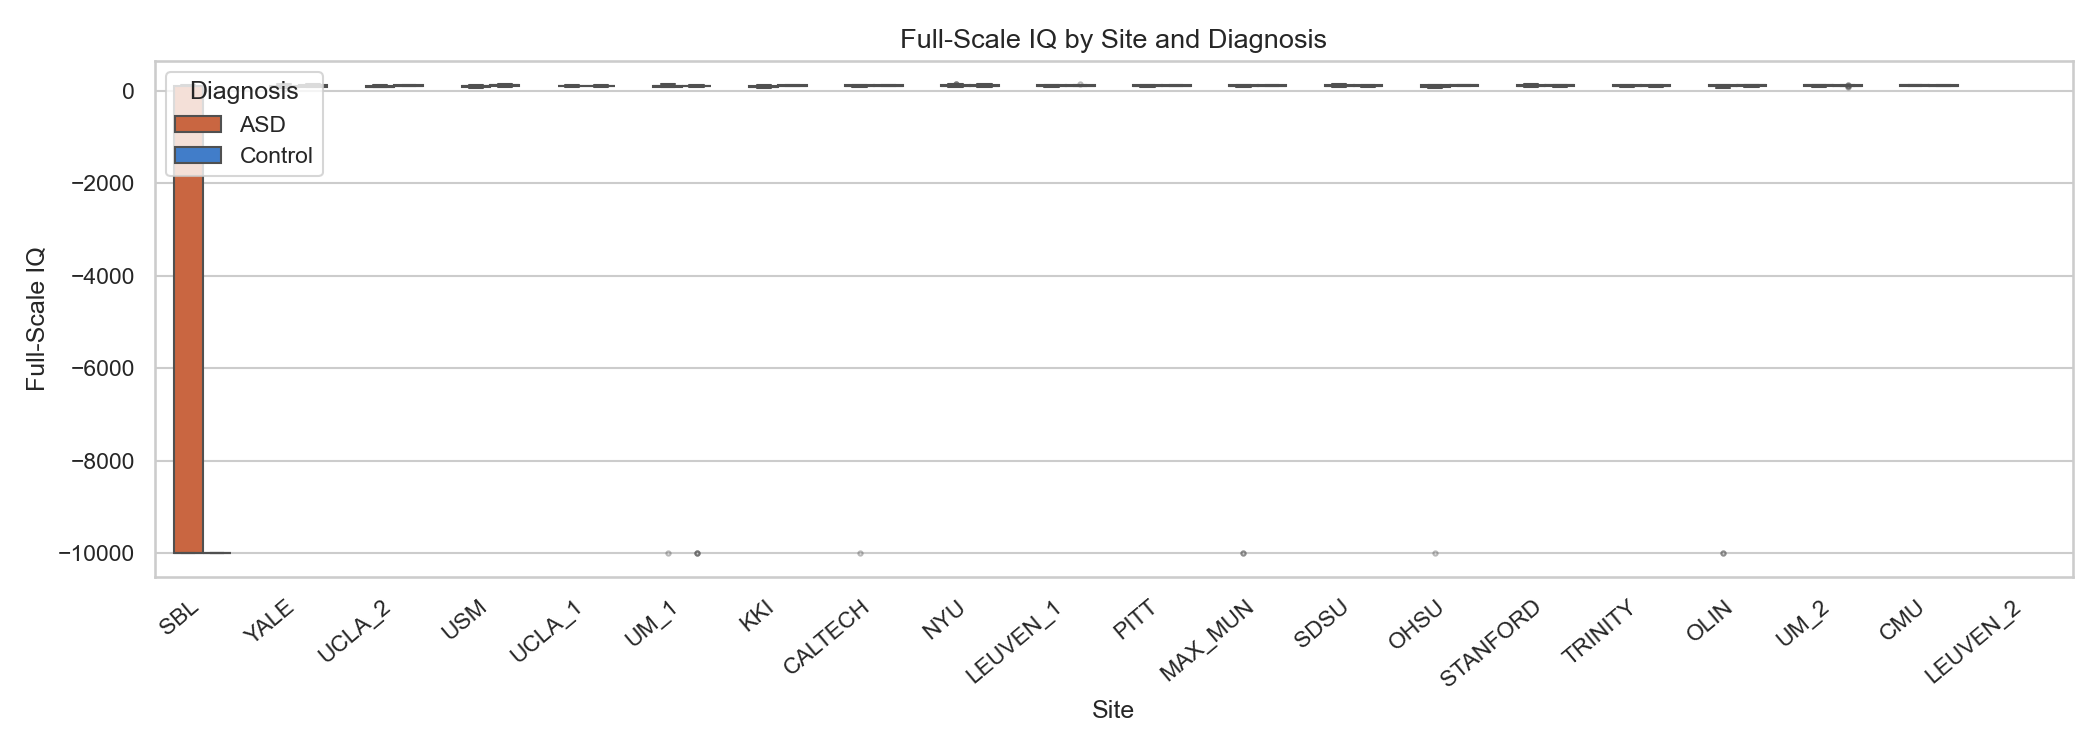 Full-Scale IQ by Site and Diagnosis
Diagnosis
ASD
Control
Full-Scale IQ
0
−2000
−4000
−6000
−8000
−10000
SBL
YALE
UCLA_2
USM
UCLA_1
UM_1
KKI
CALTECH
NYU
LEUVEN_1
PITT
MAX_MUN
SDSU
OHSU
STANFORD
TRINITY
OLIN
UM_2
CMU
LEUVEN_2
Site